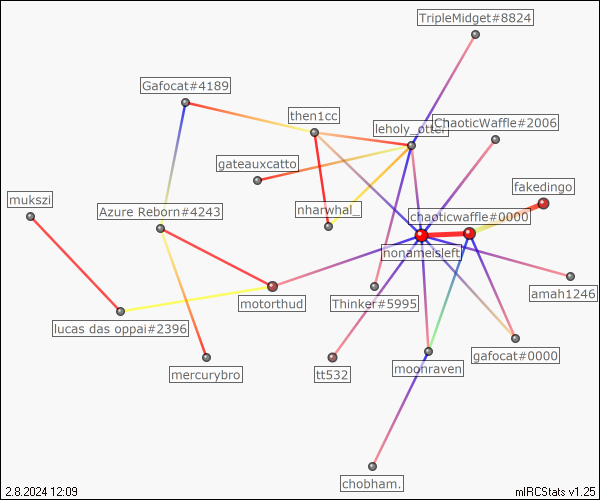 TripleMidget#8824
Gafocat#4189
then1cc
leholy_otter
ChaoticWaffle#2006
gateauxcatto
fakedingo
mukszi
Azure Reborn#4243
nharwhal_
chaoticwaffle#0000
nonameisleft
motorthud
Thinker#5995
amah1246
lucas das oppai#2396
gafocat#0000
mercurybro
tt532
moonraven
chobham.
2.8.2024 12:09
mIRCStats v1.25